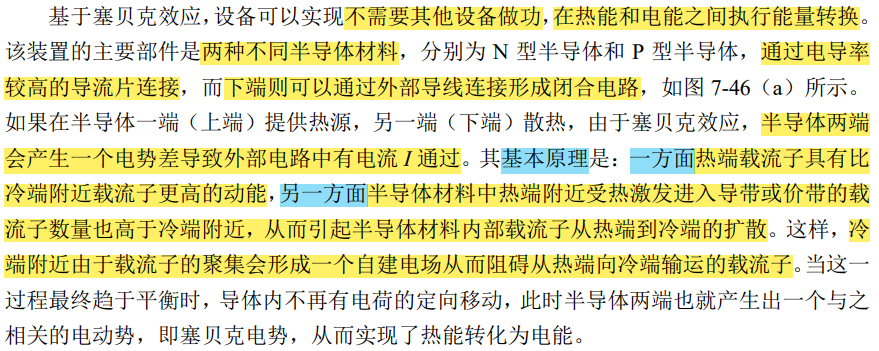 基于塞贝克效应，设备可以实现不需要其他设备做功，在热能和电能之间执行能量转换。
该装置的主要部件是两种不同半导体材料，分别为 N 型半导体和 P 型半导体，通过电导率
较高的导流片连接，而下端则可以通过外部导线连接形成闭合电路，如图 7-46（a）所示。
如果在半导体一端（上端）提供热源，另一端（下端）散热，由于塞贝克效应，半导体两端
会产生一个电势差导致外部电路中有电流 I 通过。其基本原理是：一方面热端载流子具有比
冷端附近载流子更高的动能，另一方面半导体材料中热端附近受热激发进入导带或价带的载
流子数量也高于冷端附近，从而引起半导体材料内部载流子从热端到冷端的扩散。这样，冷
端附近由于载流子的聚集会形成一个自建电场从而阻碍从热端向冷端输运的载流子。当这一
过程最终趋于平衡时，导体内不再有电荷的定向移动，此时半导体两端也就产生出一个与之
相关的电动势，即塞贝克电势，从而实现了热能转化为电能。